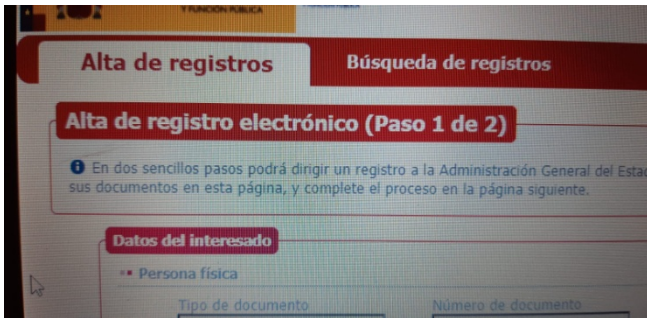 Y FUNCIÓN PÚBLICA
Alta de registros
Búsqueda de registros
Alta de registro electrónico (Paso 1 de 2)
En dos sencillos pasos podrá dirigir un registro a la Administración General del Esta
sus documentos en esta página, y complete el proceso en la página siguiente.
Datos del interesado
Persona física
Tipo de documento
Número de documento